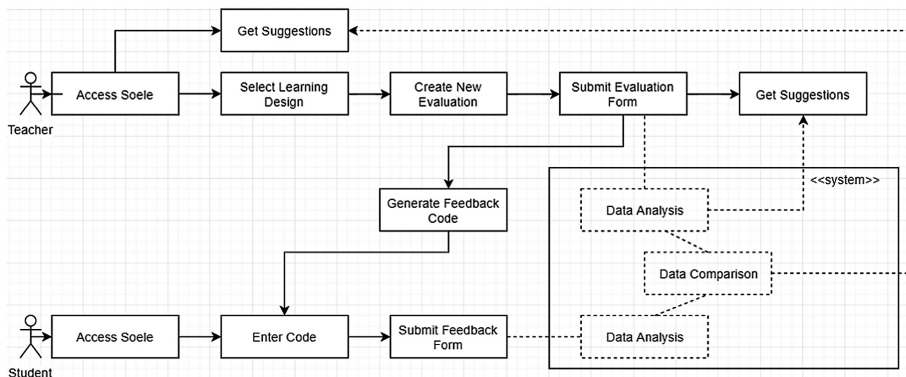 Get Suggestions
Teacher
Access Soele
Select Learning
Design
Create New
Evaluation
Submit Evaluation
Form
Get Suggestions
<<system>>
Generate Feedback
Code
Data Analysis
Data Comparison
Student
Access Soele
Enter Code
Submit Feedback
Form
Data Analysis